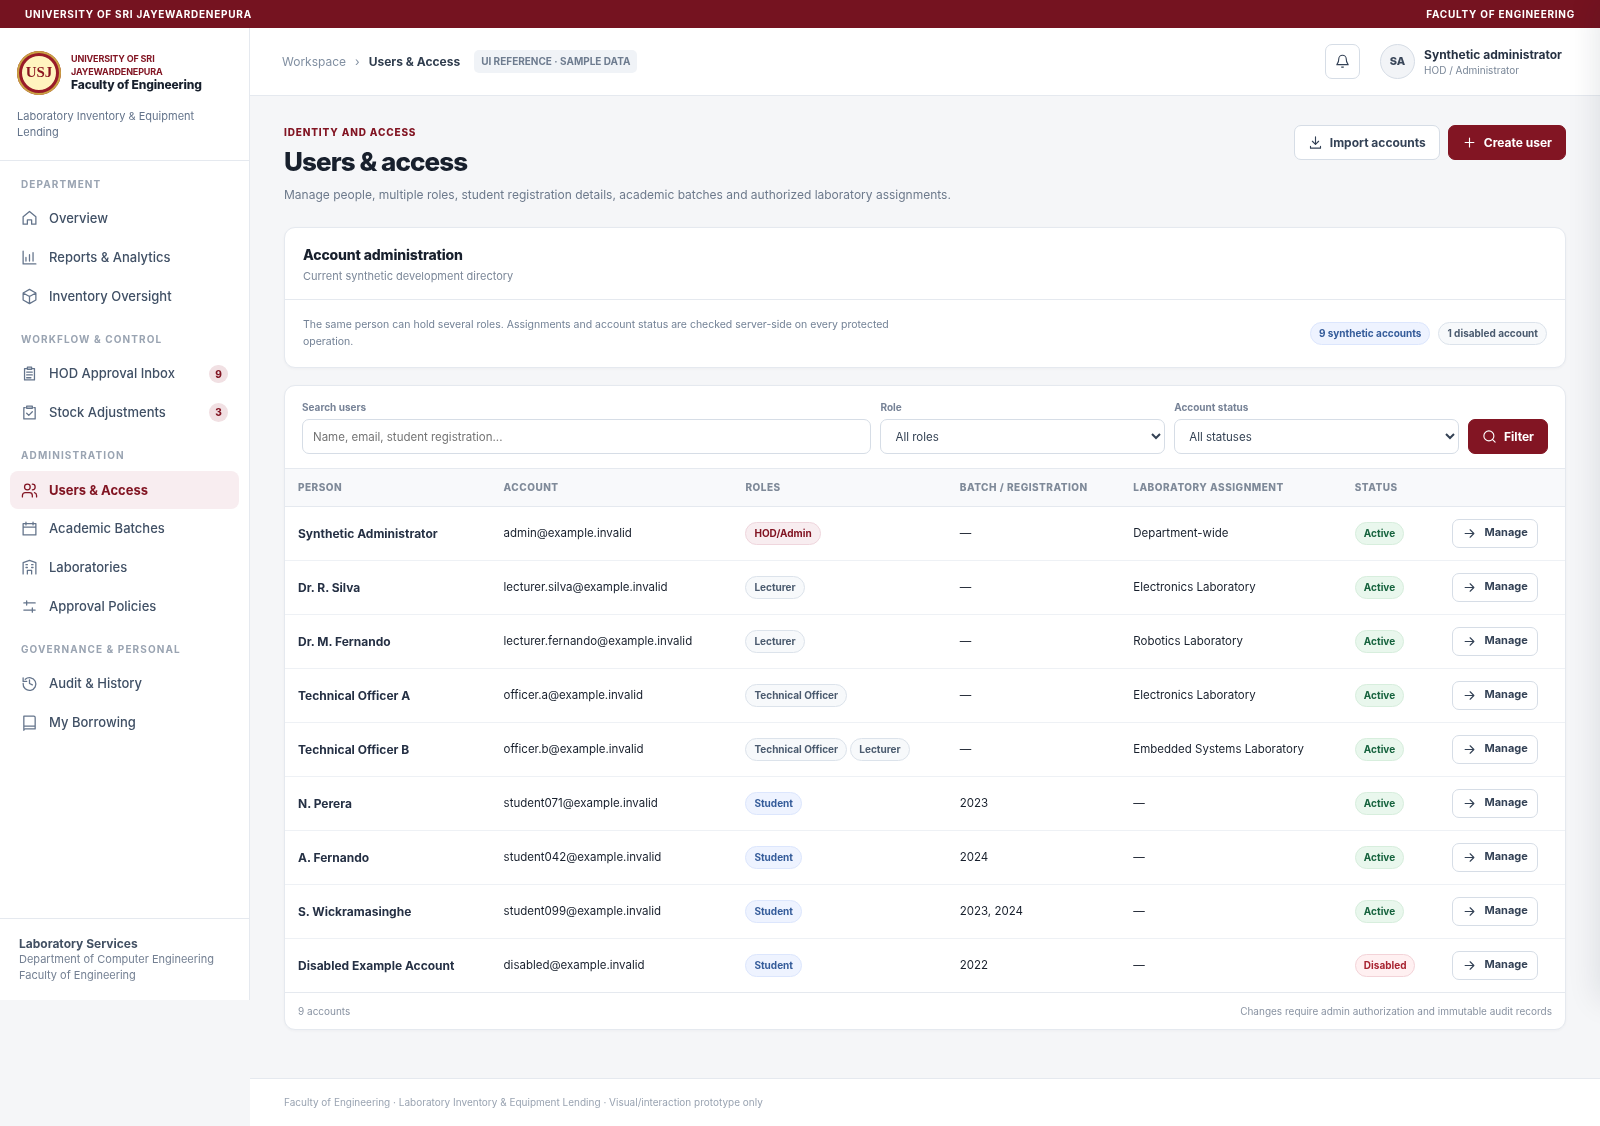 UNIVERSITY OF SRI JAYEWARDENEPURA
FACULTY OF ENGINEERING
USJ
UNIVERSITY OF SRI
JAYEWARDENEPURA
Faculty of Engineering
Laboratory Inventory & Equipment
Lending
DEPARTMENT
Overview
Reports & Analytics
Inventory Oversight
WORKFLOW & CONTROL
HOD Approval Inbox 9
Stock Adjustments 3
ADMINISTRATION
Users & Access
Academic Batches
Laboratories
Approval Policies
GOVERNANCE & PERSONAL
Audit & History
My Borrowing
Laboratory Services
Department of Computer Engineering
Faculty of Engineering
Workspace › Users & Access UI REFERENCE · SAMPLE DATA
SA
Synthetic administrator
HOD / Administrator
IDENTITY AND ACCESS
Users & access
Manage people, multiple roles, student registration details, academic batches and authorized laboratory assignments.
Import accounts
Create user
Account administration
Current synthetic development directory
The same person can hold several roles. Assignments and account status are checked server-side on every protected
operation.
9 synthetic accounts
1 disabled account
Search users Role Account status
Name, email, student registration... All roles All statuses Filter
PERSON ACCOUNT ROLES BATCH / REGISTRATION LABORATORY ASSIGNMENT STATUS
Synthetic Administrator admin@example.invalid HOD/Admin — Department-wide Active Manage
Dr. R. Silva lecturer.silva@example.invalid Lecturer — Electronics Laboratory Active Manage
Dr. M. Fernando lecturer.fernando@example.invalid Lecturer — Robotics Laboratory Active Manage
Technical Officer A officer.a@example.invalid Technical Officer — Electronics Laboratory Active Manage
Technical Officer B officer.b@example.invalid Technical Officer Lecturer — Embedded Systems Laboratory Active Manage
N. Perera student071@example.invalid Student 2023 — Active Manage
A. Fernando student042@example.invalid Student 2024 — Active Manage
S. Wickramasinghe student099@example.invalid Student 2023, 2024 — Active Manage
Disabled Example Account disabled@example.invalid Student 2022 — Disabled Manage
9 accounts Changes require admin authorization and immutable audit records
Faculty of Engineering · Laboratory Inventory & Equipment Lending · Visual/interaction prototype only